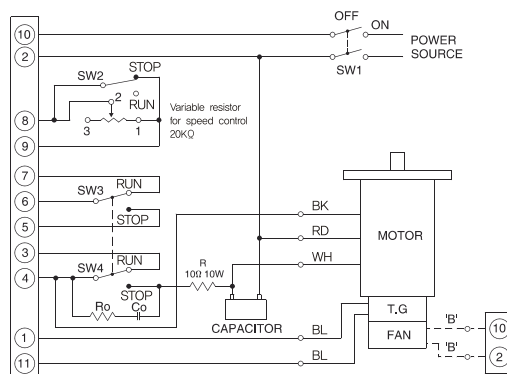 OFF
ON
10
POWER
SOURCE
2
SW1
STOP
SW2
RUN
2
8
3
1
Variable resistor
for speed control
20KΩ
9
7
RUN
SW3
6
STOP
5
3
RUN
SW4
4
STOP
R
10Ω 10W
Ro
Co
CAPACITOR
BK
RD
WH
MOTOR
T.G
FAN
1
BL
11
BL
'B'
10
'B'
2